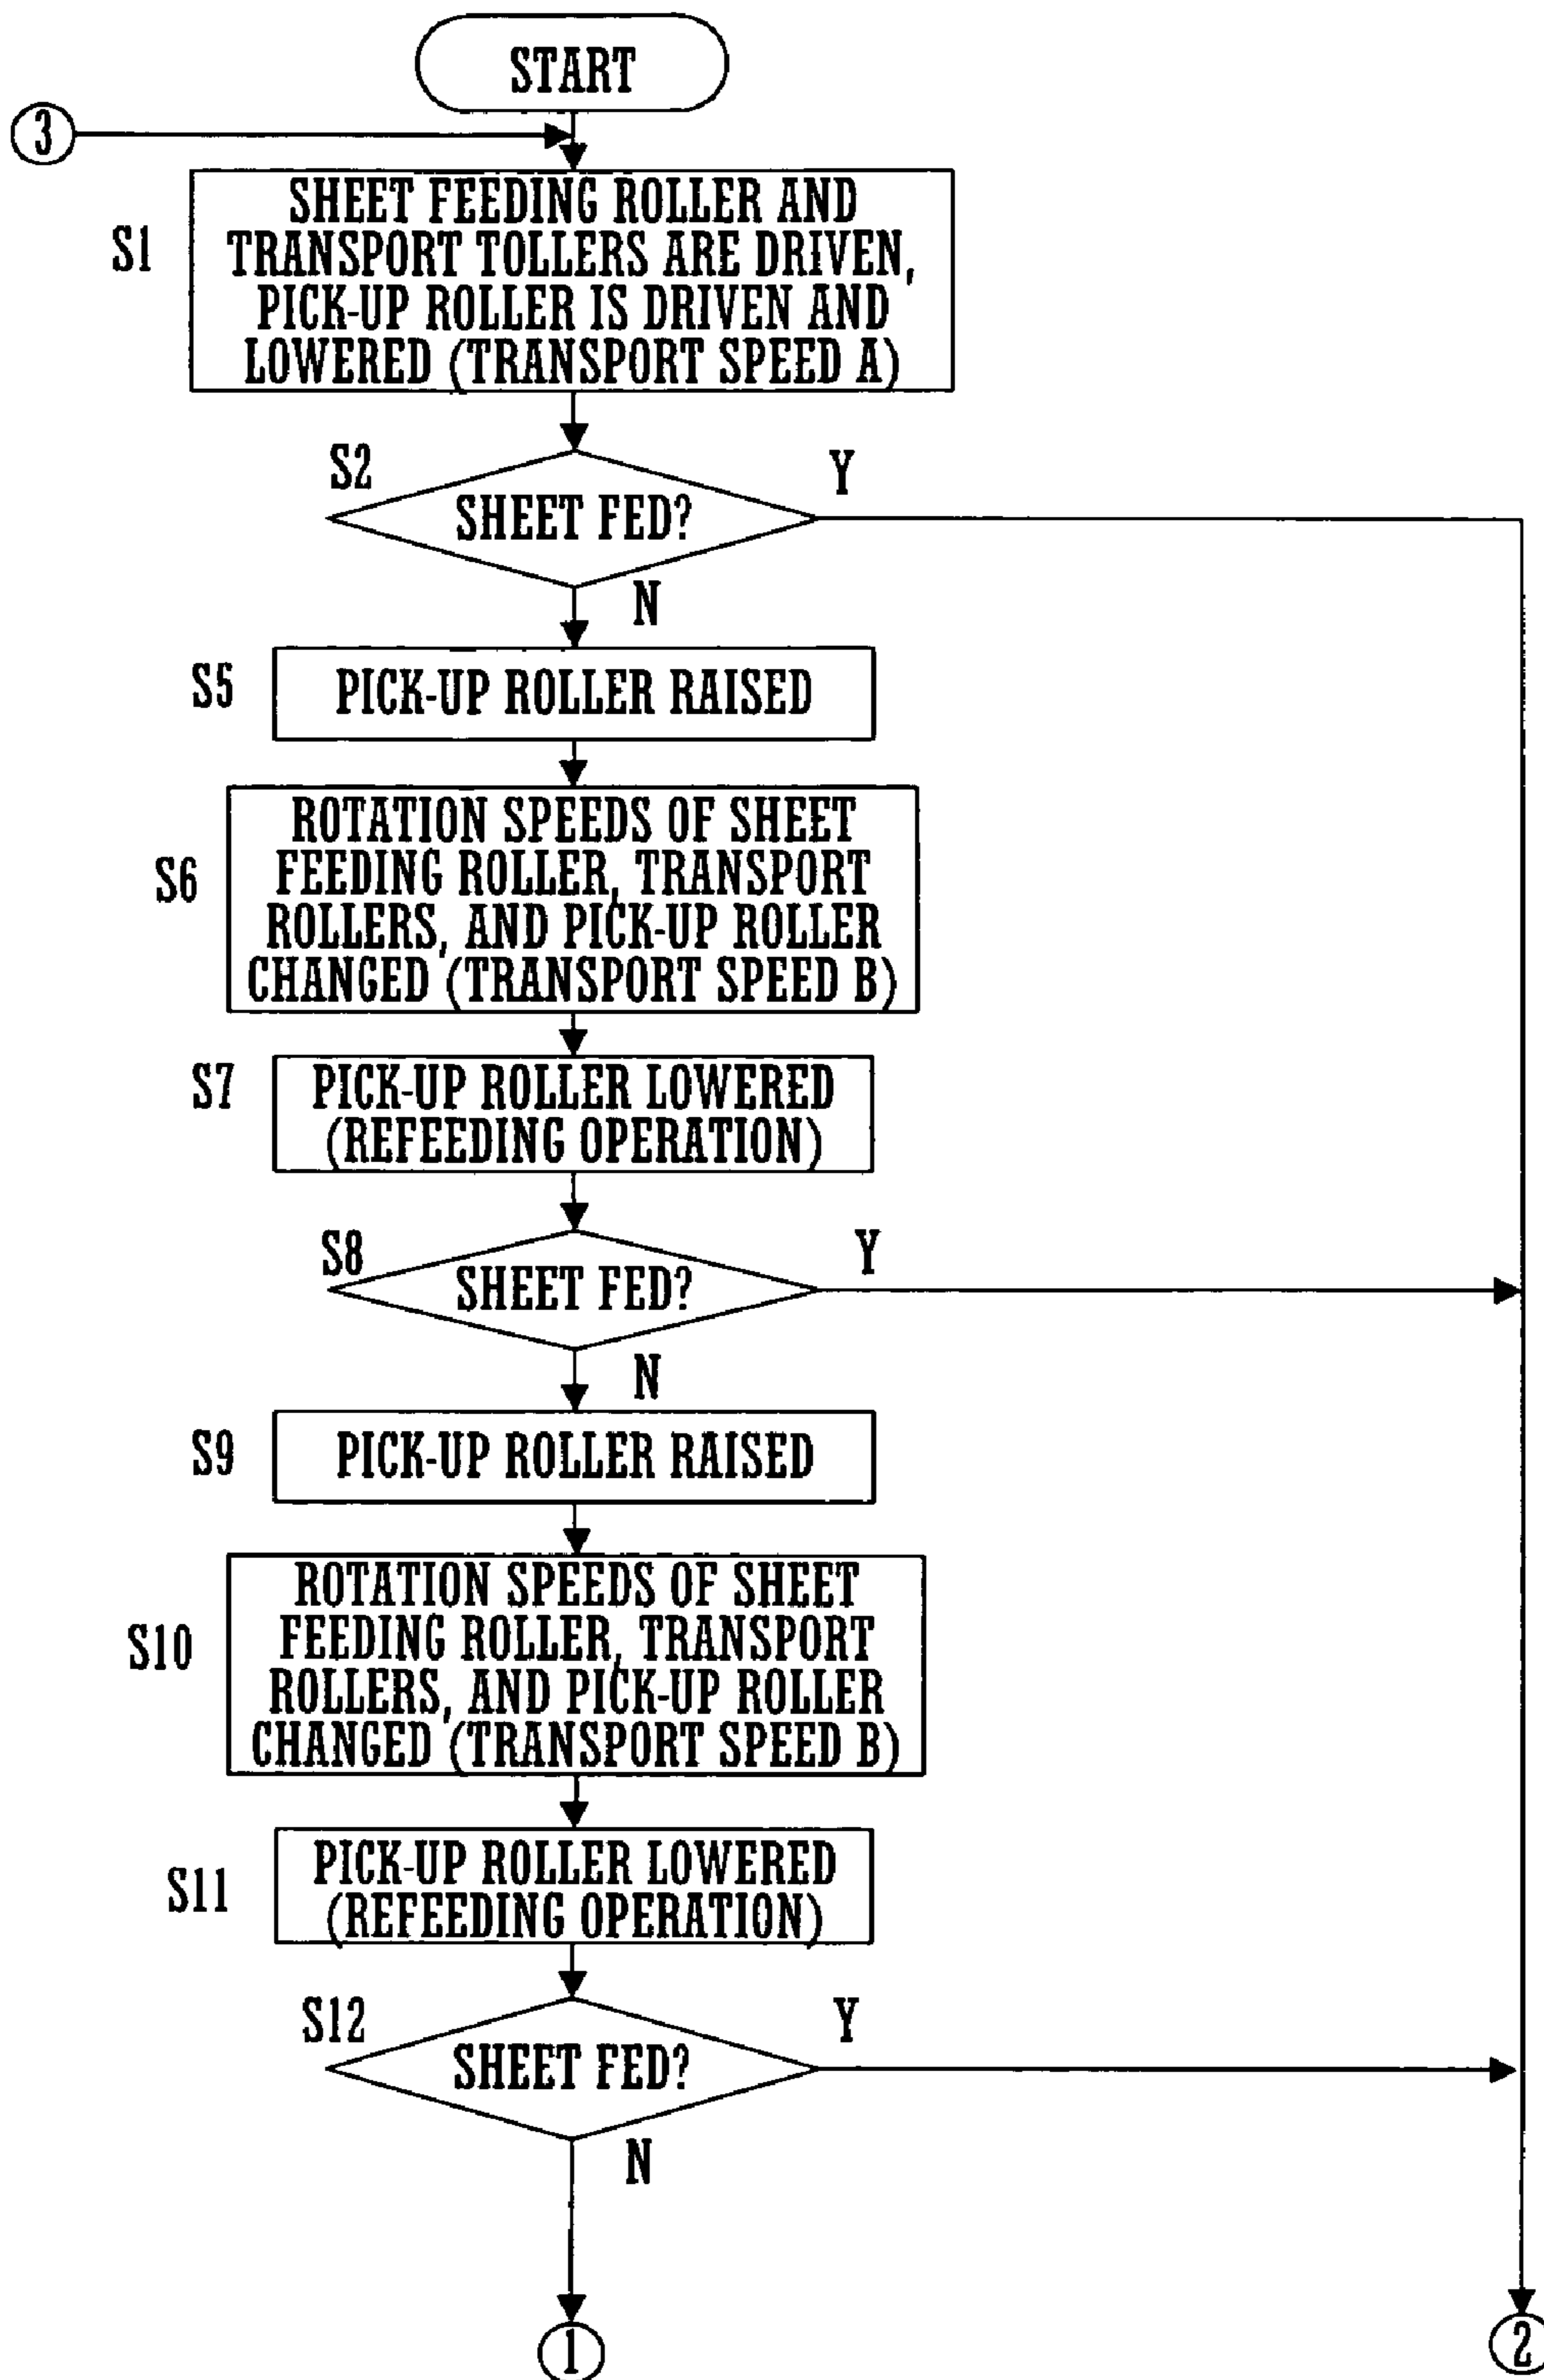 START
3
S1
SHEET FEEDING ROLLER AND
TRANSPORT TOLLERS ARE DRIVEN,
PICK-UP ROLLER IS DRIVEN AND
LOWERED (TRANSPORT SPEED A)
S2
SHEET FED?
Y
N
S5
PICK-UP ROLLER RAISED
S6
ROTATION SPEEDS OF SHEET
FEEDING ROLLER, TRANSPORT
ROLLERS, AND PICK-UP ROLLER
CHANGED (TRANSPORT SPEED B)
S7
PICK-UP ROLLER LOWERED
(REFEEDING OPERATION)
S8
SHEET FED?
Y
N
S9
PICK-UP ROLLER RAISED
S10
ROTATION SPEEDS OF SHEET
FEEDING ROLLER, TRANSPORT
ROLLERS, AND PICK-UP ROLLER
CHANGED (TRANSPORT SPEED B)
S11
PICK-UP ROLLER LOWERED
(REFEEDING OPERATION)
S12
SHEET FED?
Y
N
1
2